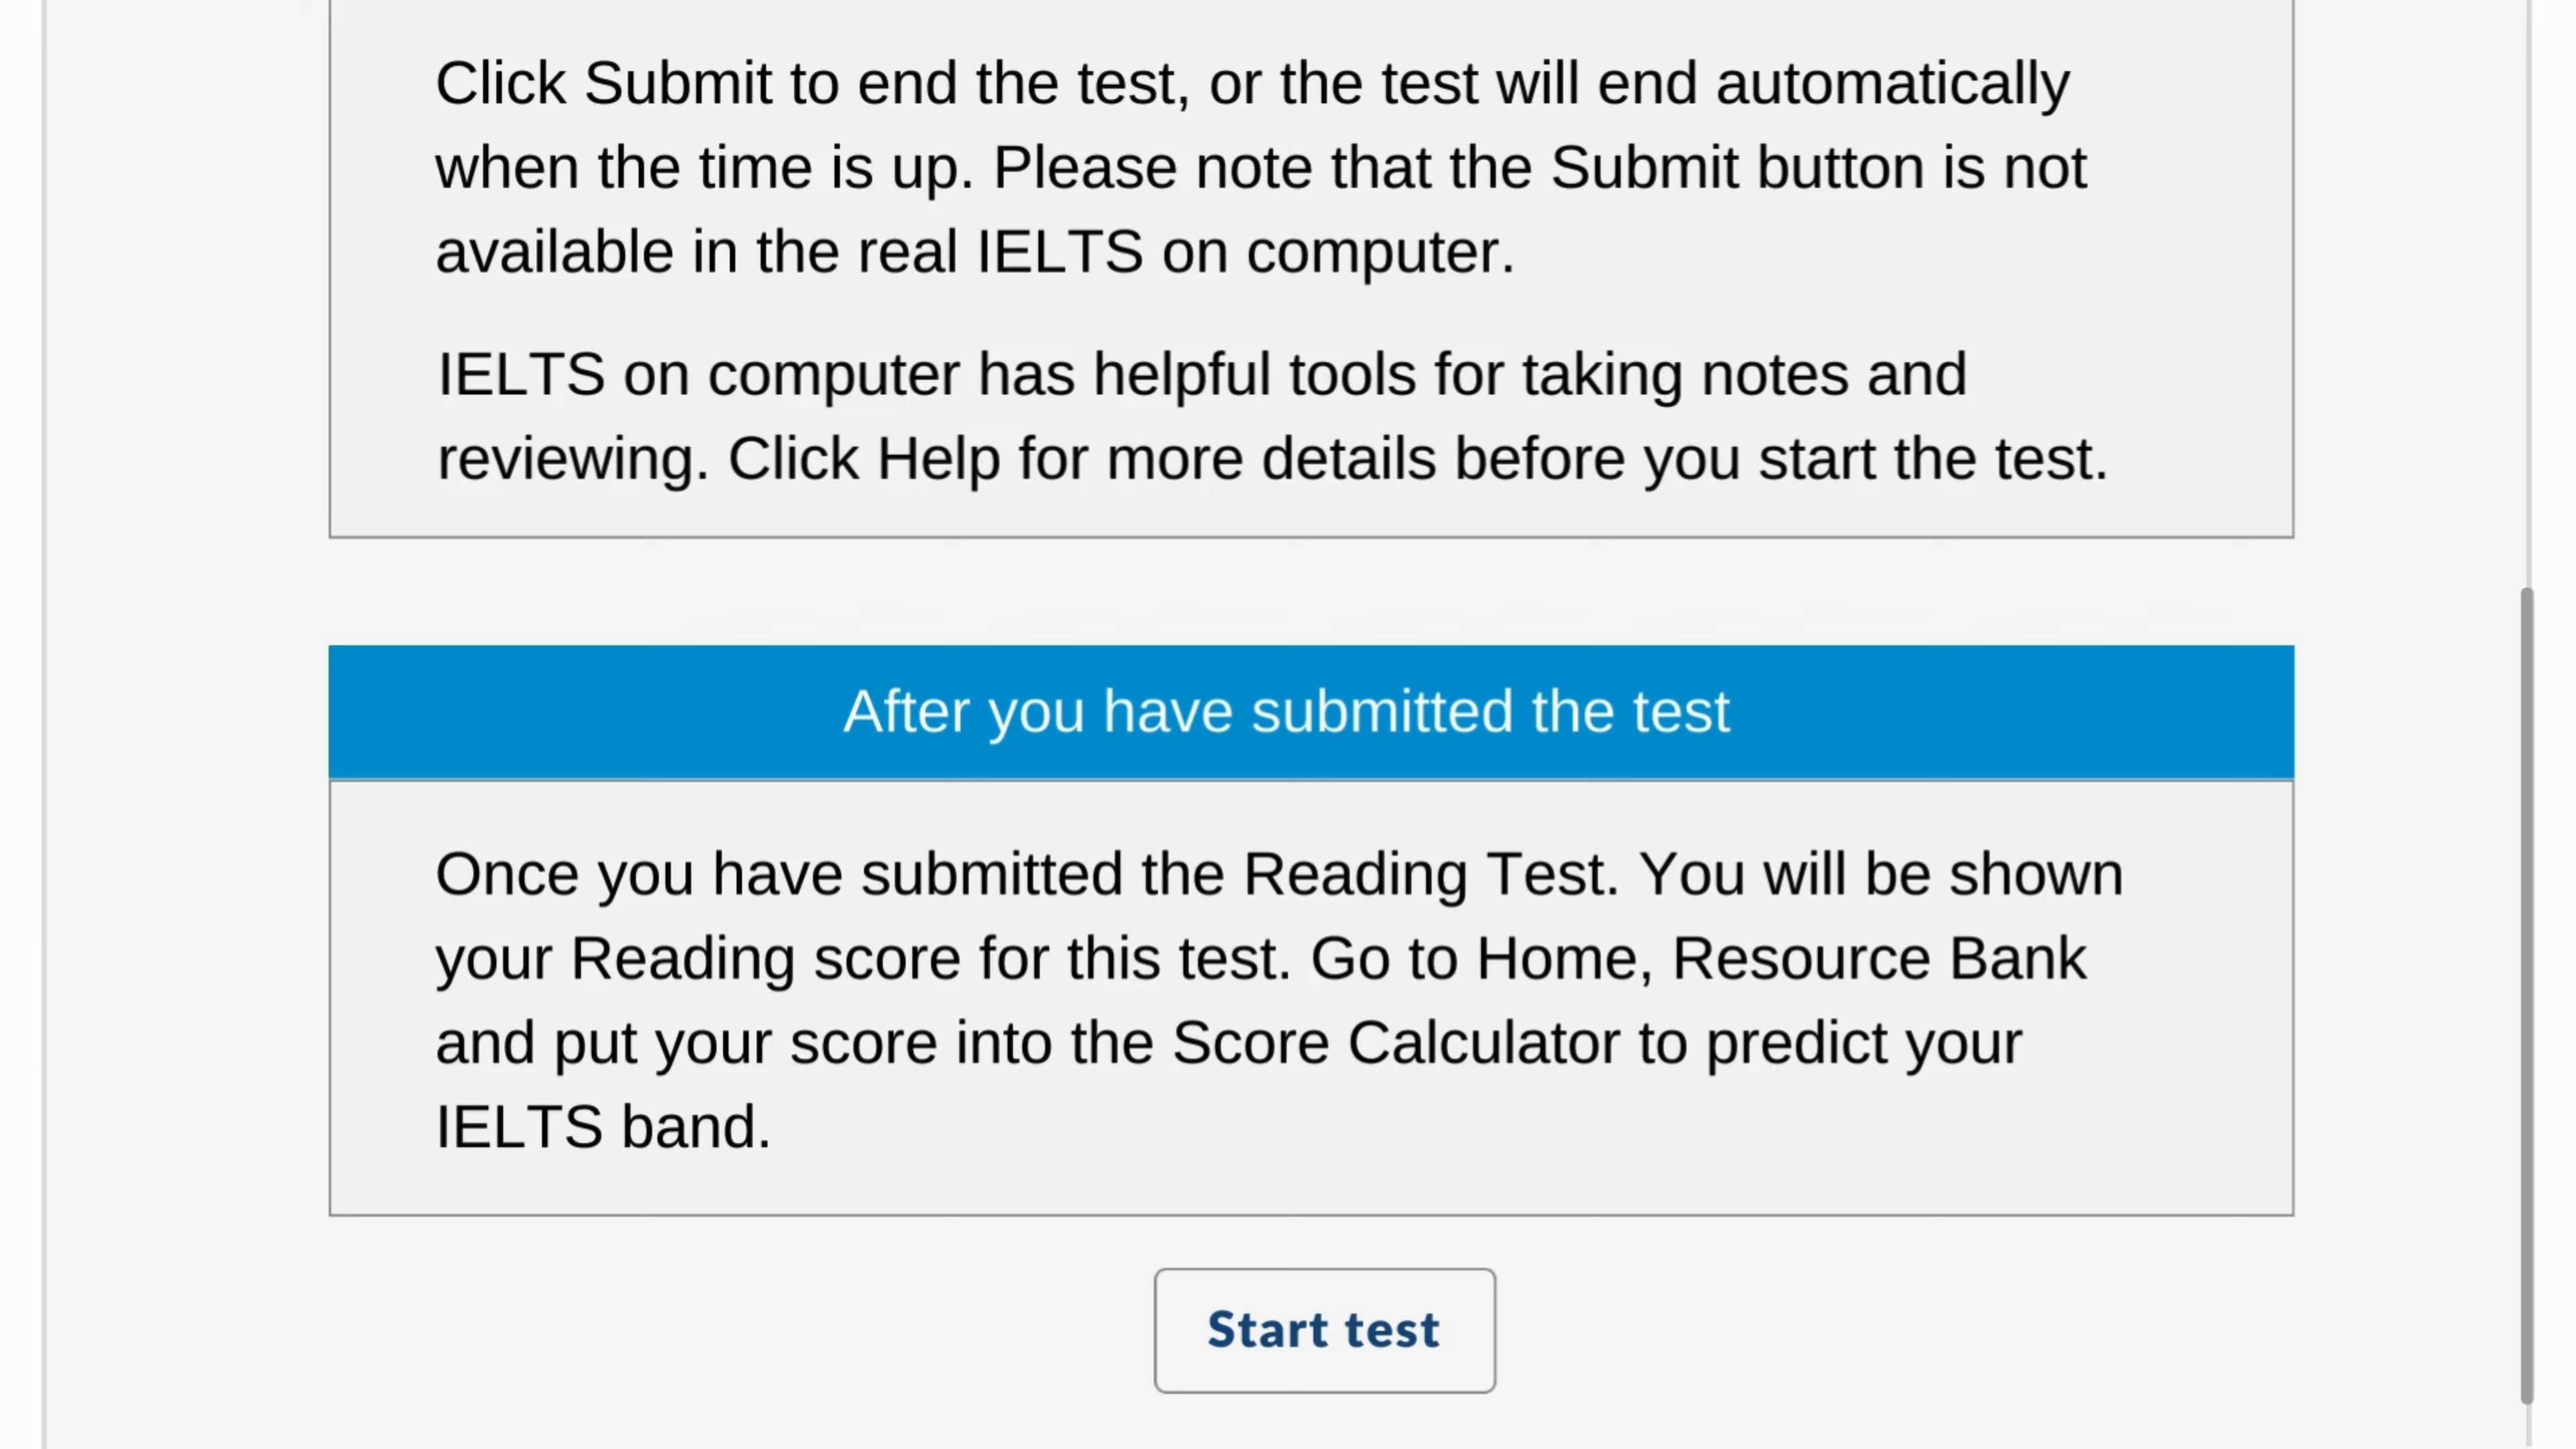 Click Submit to end the test, or the test will end automatically
when the time is up. Please note that the Submit button is not
available in the real IELTS on computer.
IELTS on computer has helpful tools for taking notes and
reviewing. Click Help for more details before you start the test.
After you have submitted the test
Once you have submitted the Reading Test. You will be shown
your Reading score for this test. Go to Home, Resource Bank
and put your score into the Score Calculator to predict your
IELTS band.
Start test